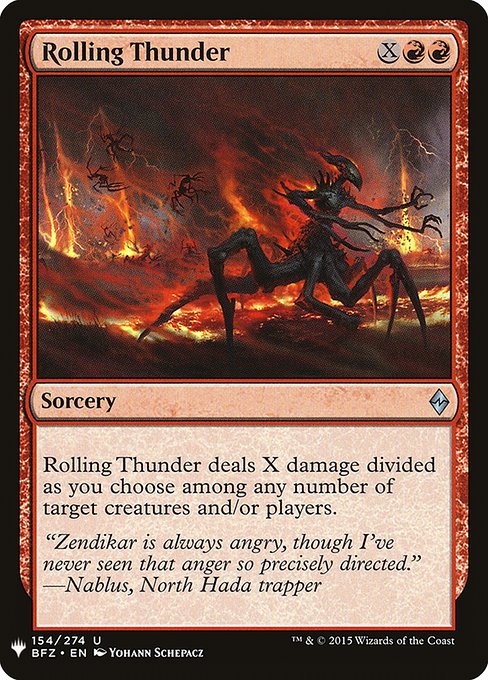 Rolling Thunder X
Sorcery
Rolling Thunder deals X damage divided
as you choose among any number of
target creatures and/or players.
“Zendikar is always angry, though I’ve
never seen that anger so precisely directed.”
—Nablus, North Hada trapper
154/274 U
BFZ • EN Yohann Schepacz
™ & © 2015 Wizards of the Coast